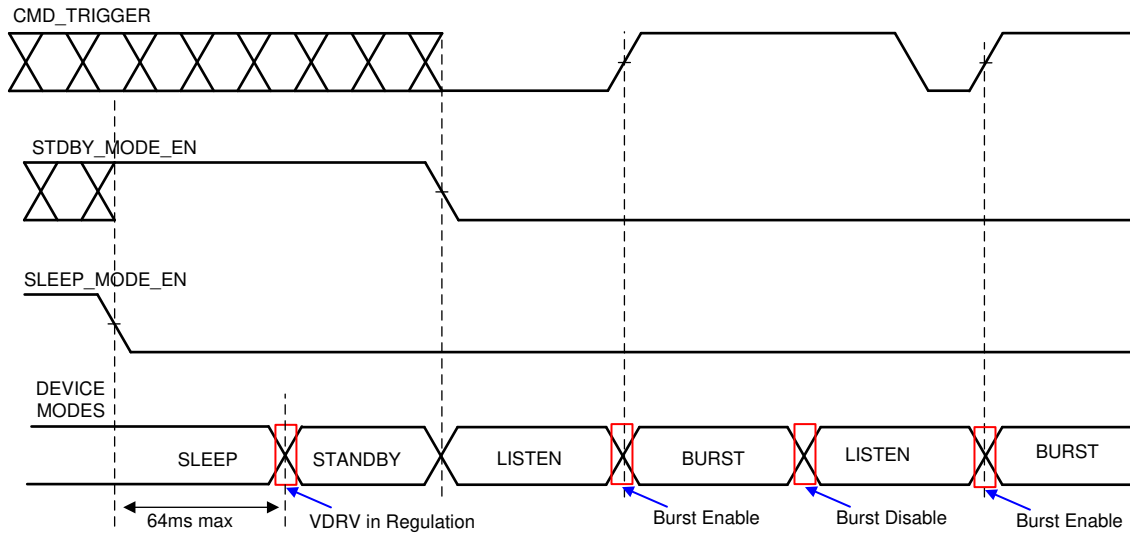 CMD_TRIGGER
STDBY_MODE_EN
SLEEP_MODE_EN
DEVICE
MODES
SLEEP
STANDBY
LISTEN
BURST
LISTEN
BURST
64ms max
VDRV in Regulation
Burst Enable
Burst Disable
Burst Enable